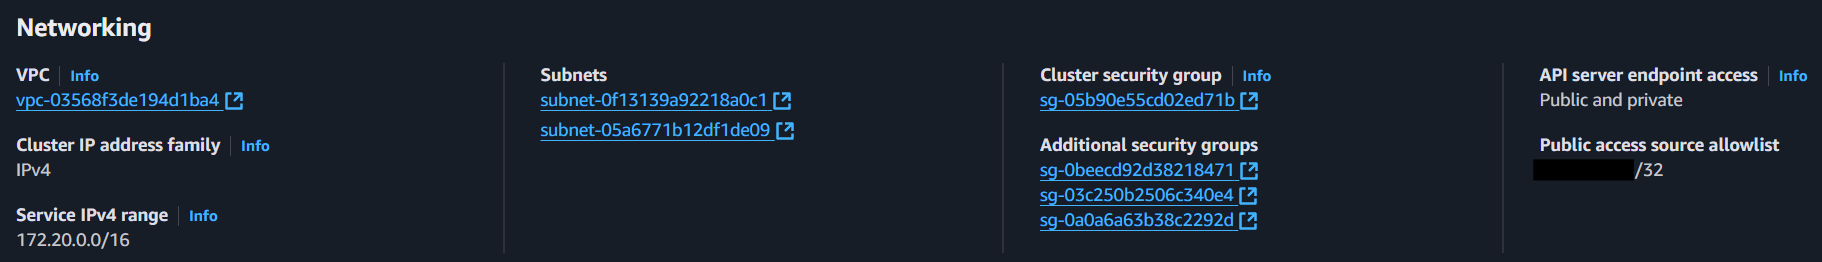 Networking
VPC Info
vpc-03568f3de194d1ba4
Cluster IP address family Info
IPv4
Service IPv4 range Info
172.20.0.0/16
Subnets
subnet-0f13139a92218a0c1
subnet-05a6771b12df1de09
Cluster security group Info
sg-05b90e55cd02ed71b
Additional security groups
sg-0beecd92d38218471
sg-03c250b2506c340e4
sg-0a0a6a63b38c2292d
API server endpoint access Info
Public and private
Public access source allowlist
/32